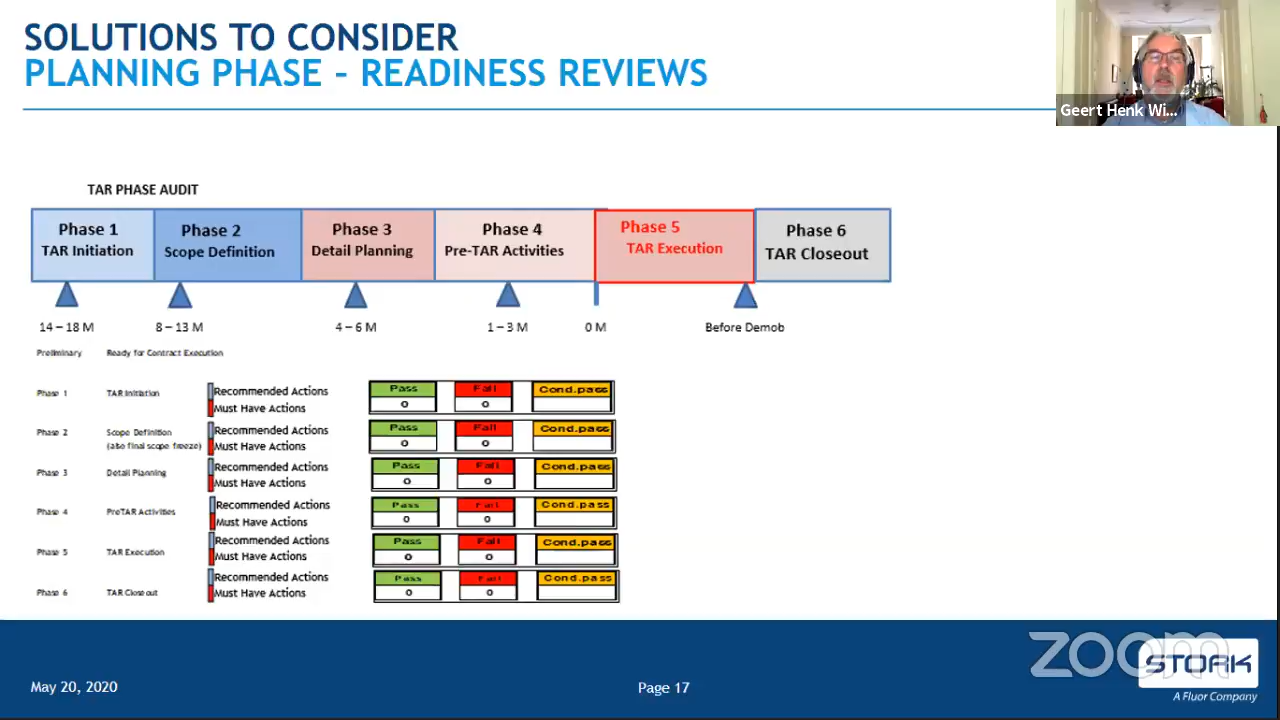 SOLUTIONS TO CONSIDER
PLANNING PHASE – READINESS REVIEWS
Geert Henk Wi...
TAR PHASE AUDIT
Phase 1
TAR Initiation
Phase 2
Scope Definition
Phase 3
Detail Planning
Phase 4
Pre-TAR Activities
Phase 5
TAR Execution
Phase 6
TAR Closeout
14 – 18 M
8 – 13 M
4 – 6 M
1 – 3 M
0 M
Before Demob
Preliminary Ready for Contract Execution
Phase 1 TAR Initiation
Recommended Actions
Must Have Actions
Pass Fail Cond.pass
0 0
Phase 2 Scope Definition
(also final scope freeze)
Recommended Actions
Must Have Actions
Pass Fail Cond.pass
0 0
Phase 3 Detail Planning
Recommended Actions
Must Have Actions
Pass Fail Cond.pass
0 0
Phase 4 PreTAR Activities
Recommended Actions
Must Have Actions
Pass Fail Cond.pass
0 0
Phase 5 TAR Execution
Recommended Actions
Must Have Actions
Pass Fail Cond.pass
0 0
Phase 6 TAR Closeout
Recommended Actions
Must Have Actions
Pass Fail Cond.pass
0 0
May 20, 2020
Page 17
zoom
STORK
A Fluor Company